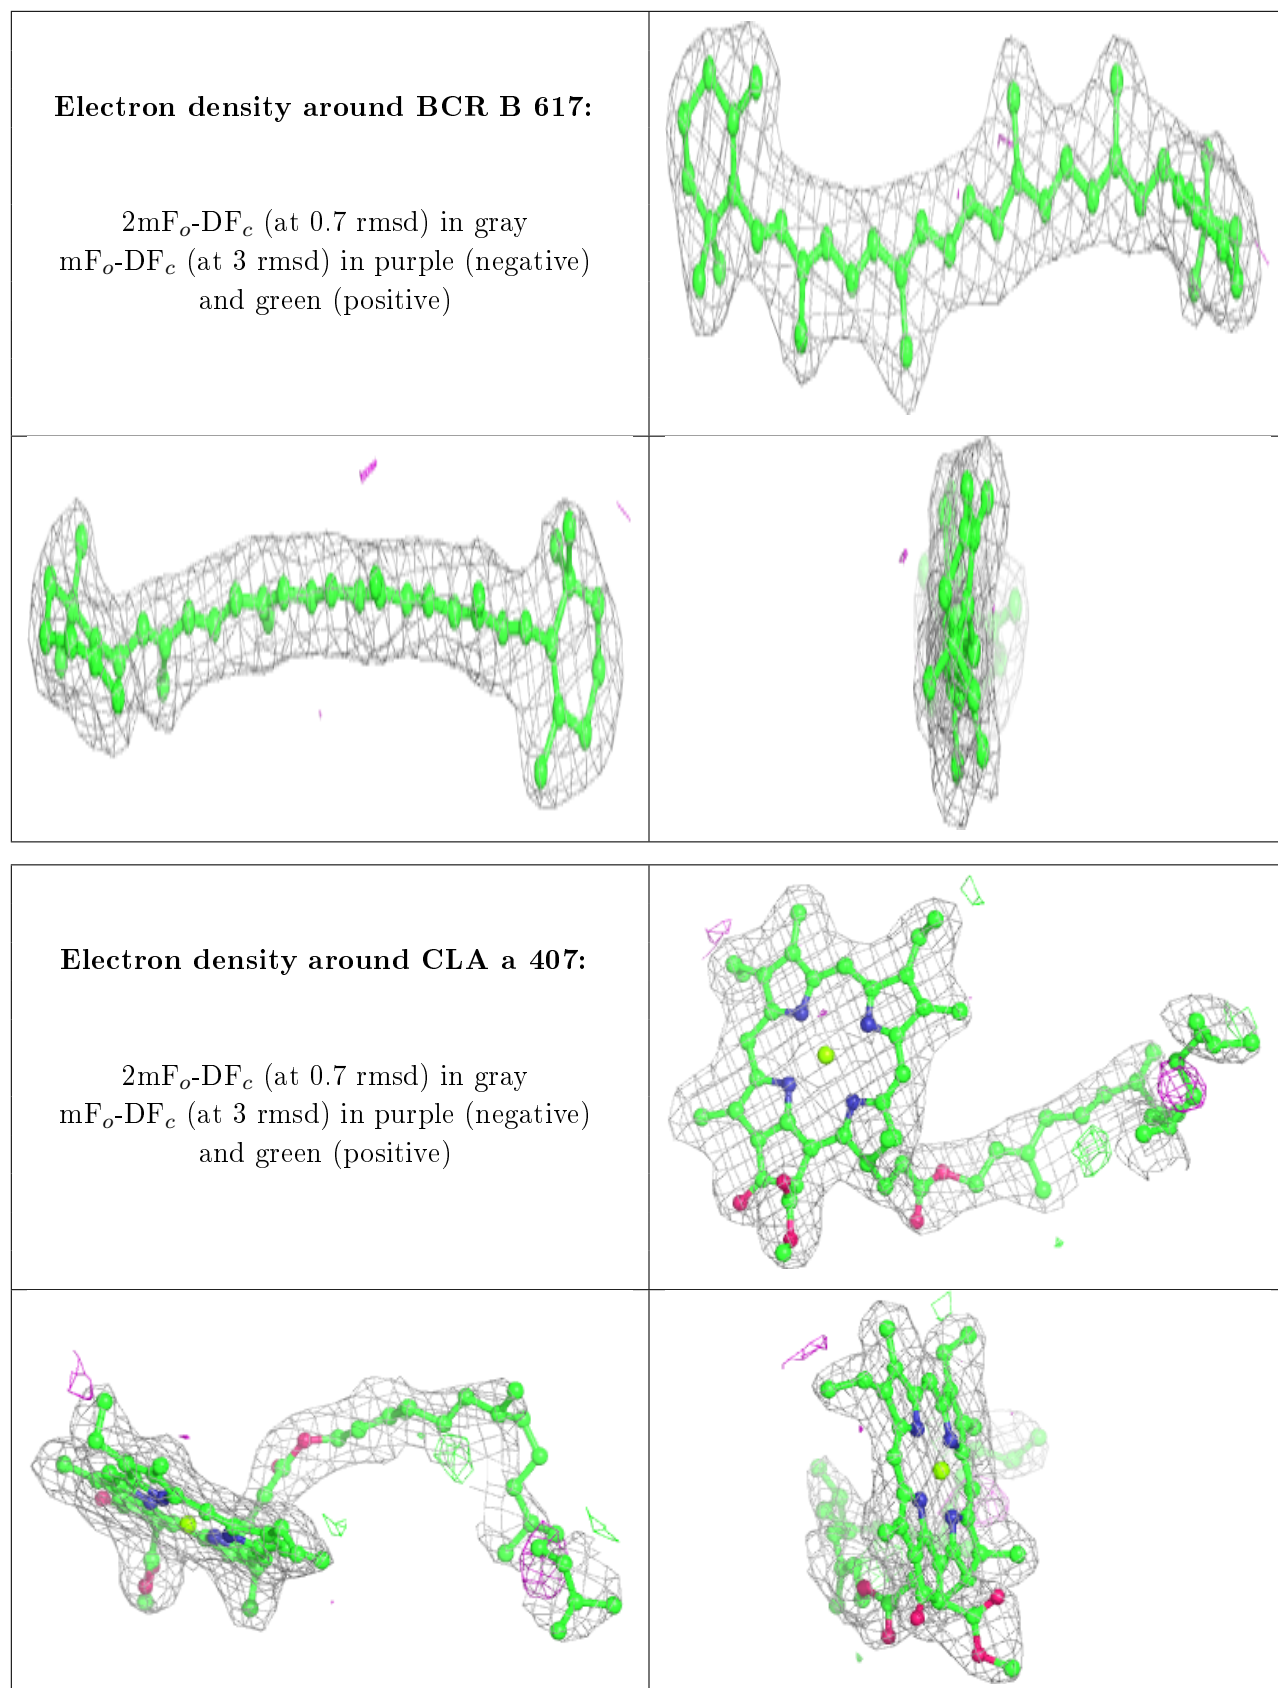 Electron density around BCR B 617:
2mFo-DFc (at 0.7 rmsd) in gray
mFo-DFc (at 3 rmsd) in purple (negative)
and green (positive)
Electron density around CLA a 407:
2mFo-DFc (at 0.7 rmsd) in gray
mFo-DFc (at 3 rmsd) in purple (negative)
and green (positive)